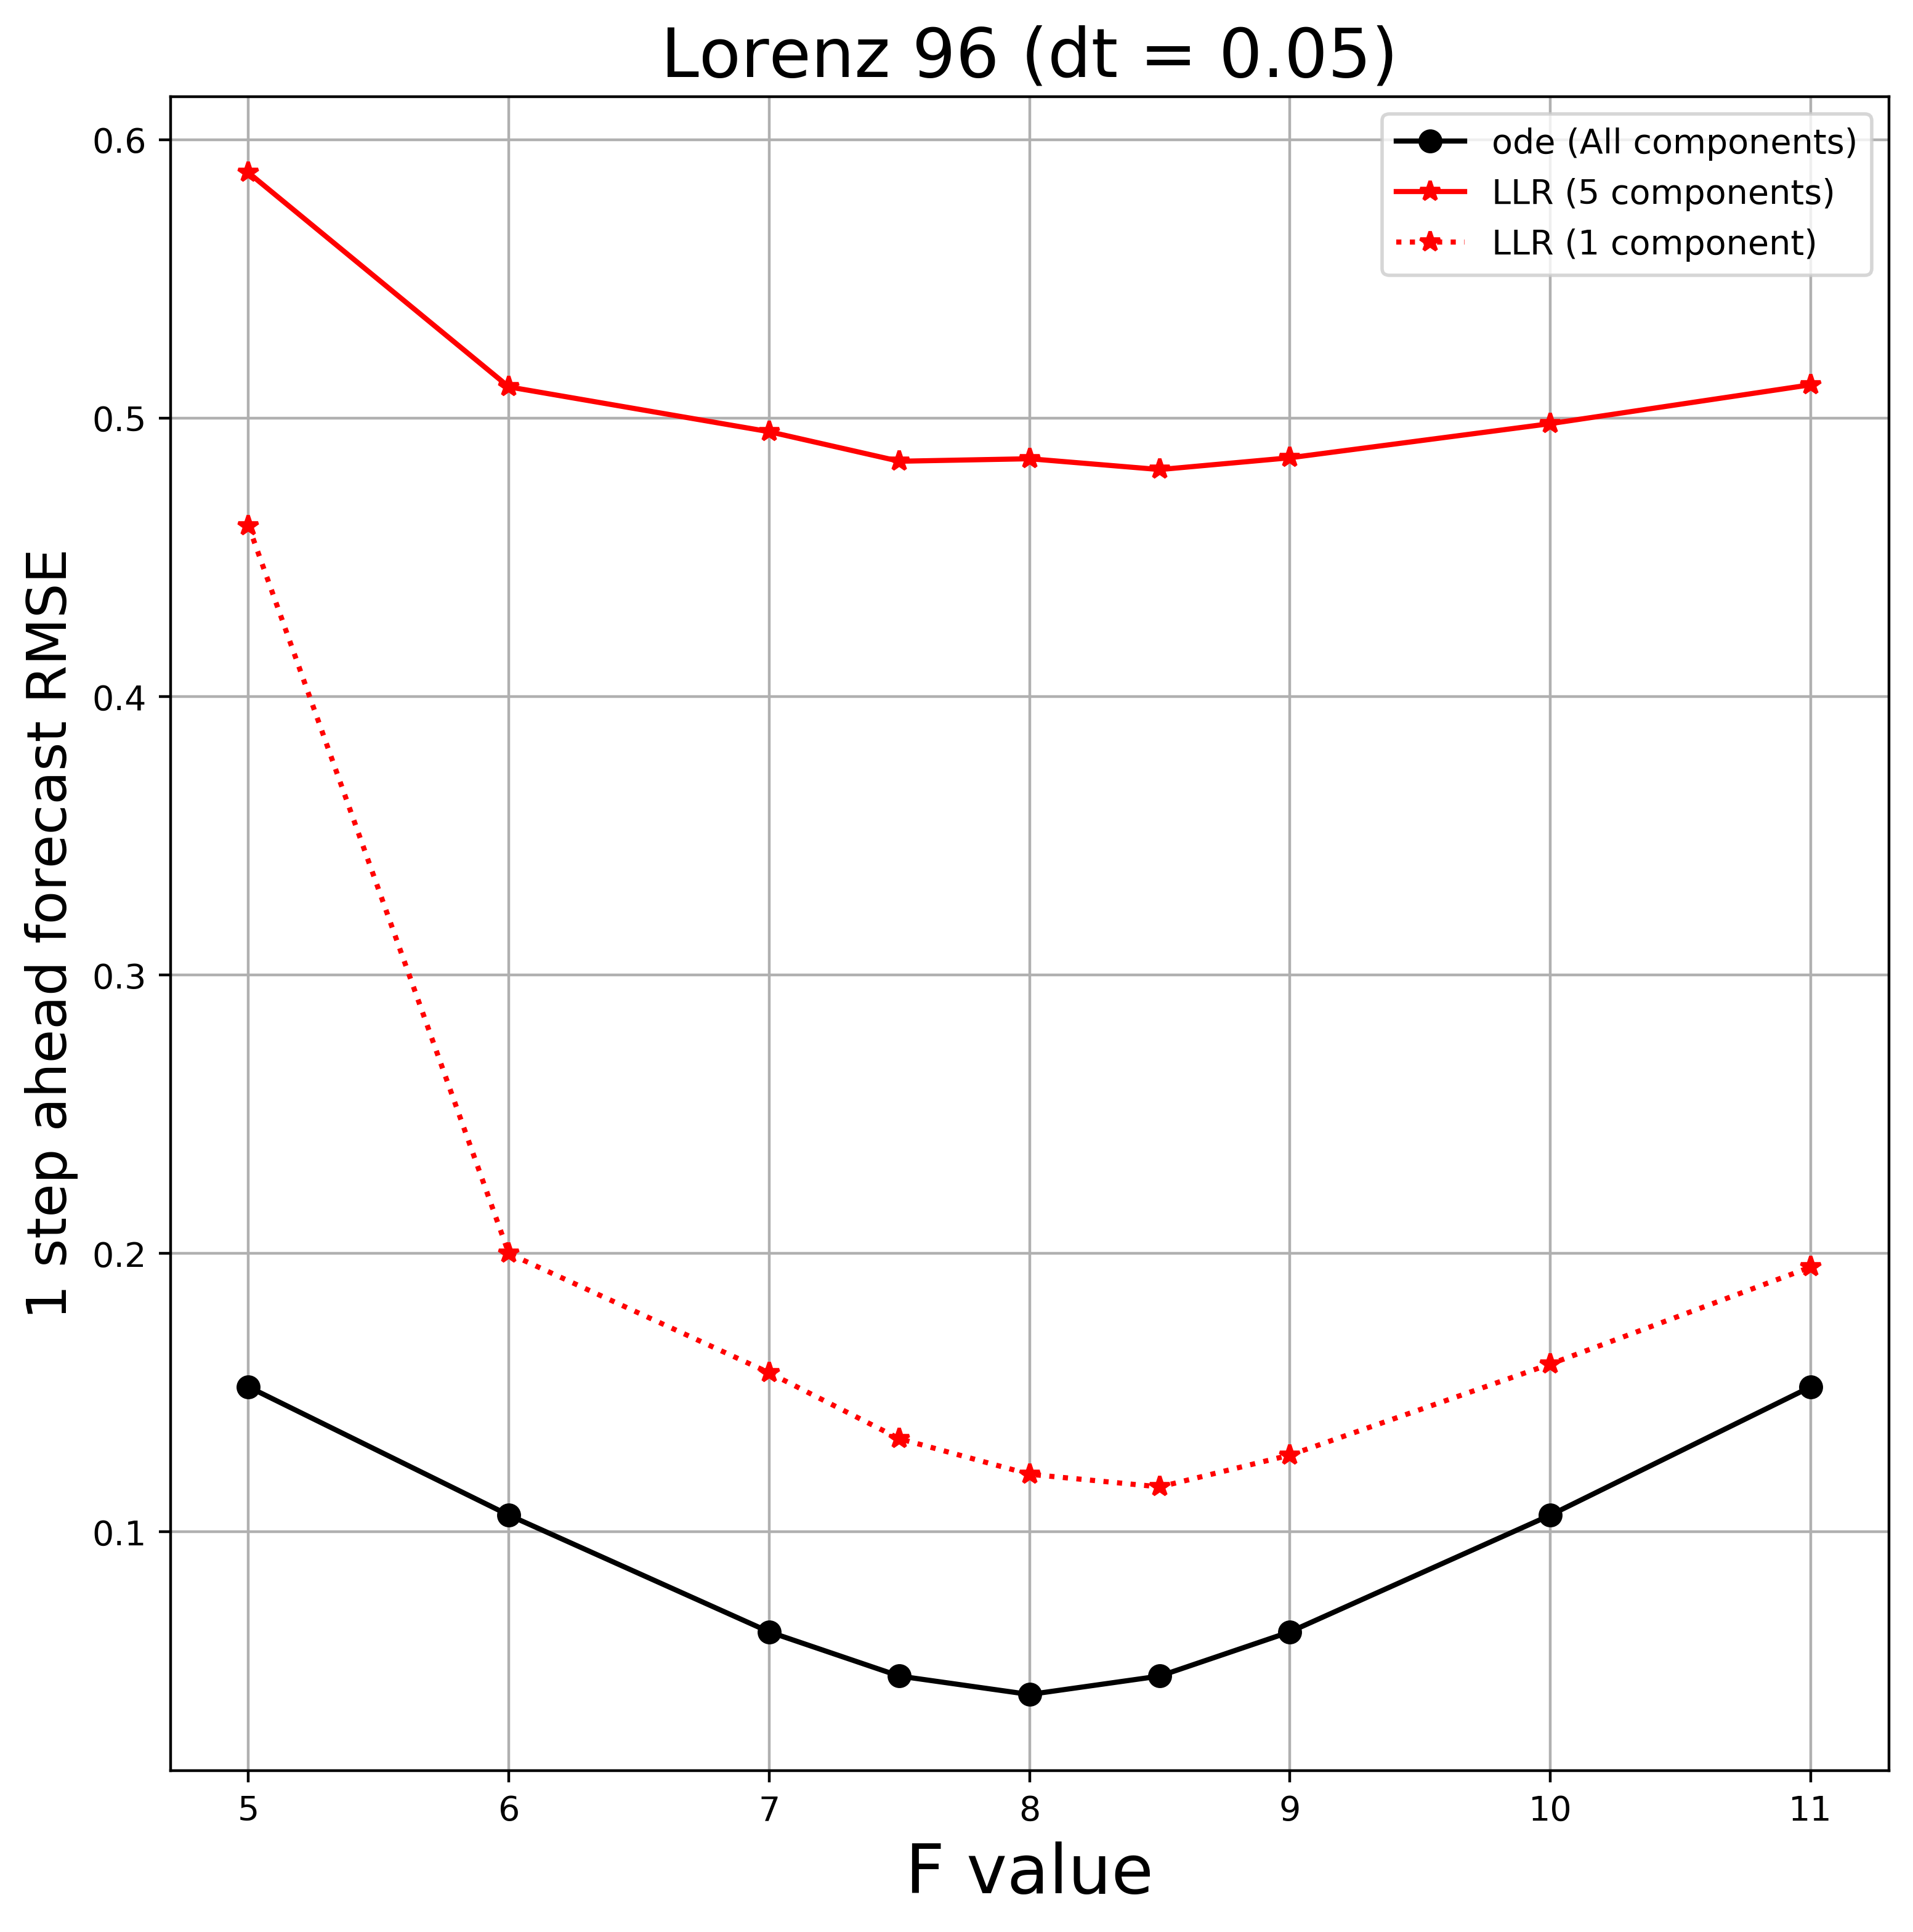 Lorenz 96 (dt = 0.05)
ode (All components)
LLR (5 components)
LLR (1 component)
1 step ahead forecast RMSE
0.6
0.5
0.4
0.3
0.2
0.1
5 6 7 8 9 10 11
F value